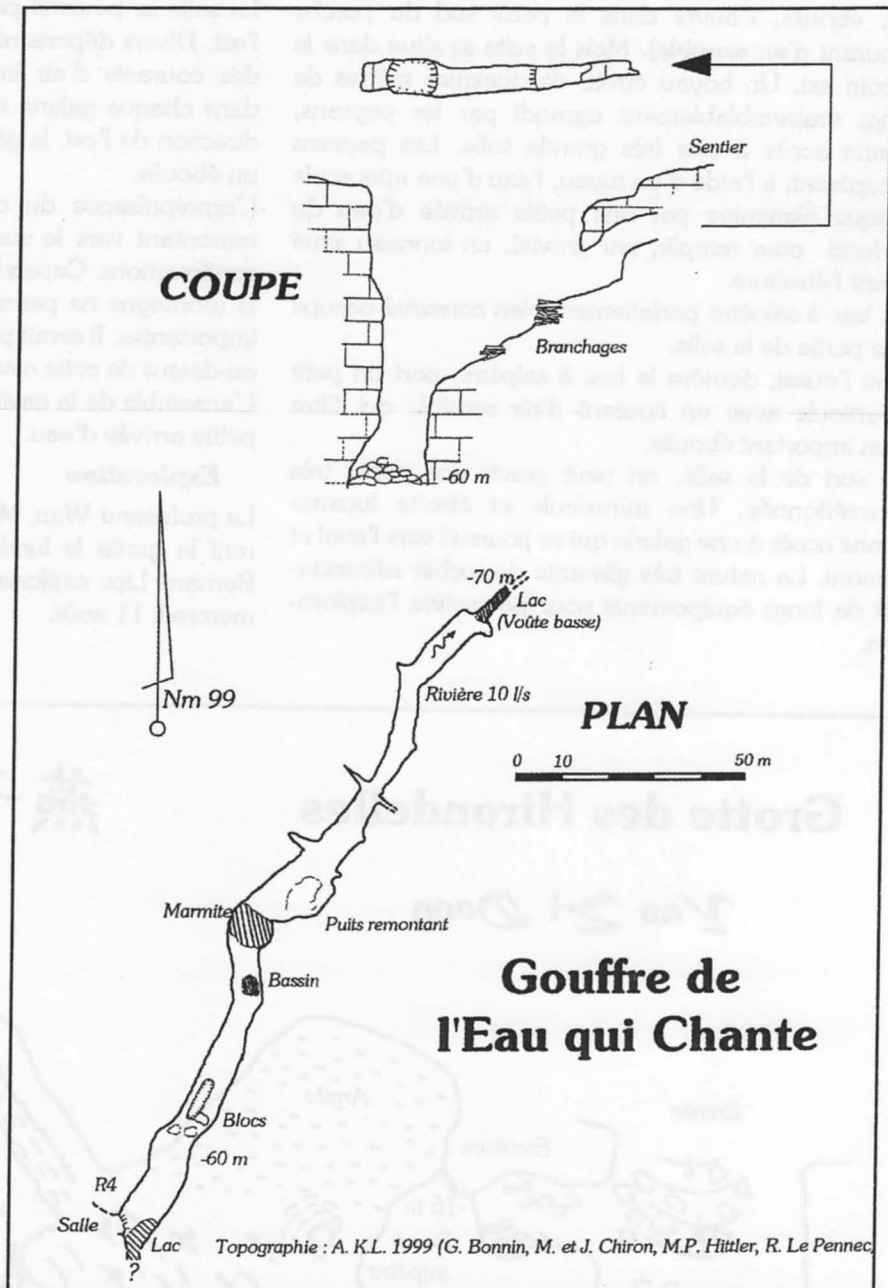 Sentier
COUPE
Branchages
-60 m
-70 m
Lac
(Voûte basse)
Nm 99
Rivière 10 l/s
PLAN
0 10 50 m
Marmite
Puits remontant
Bassin
Gouffre de
l'Eau qui Chante
Blocs
-60 m
R4
Salle
Lac
?
Topographie : A. K.L. 1999 (G. Bonnin, M. et J. Chiron, M.P. Hittler, R. Le Pennec,